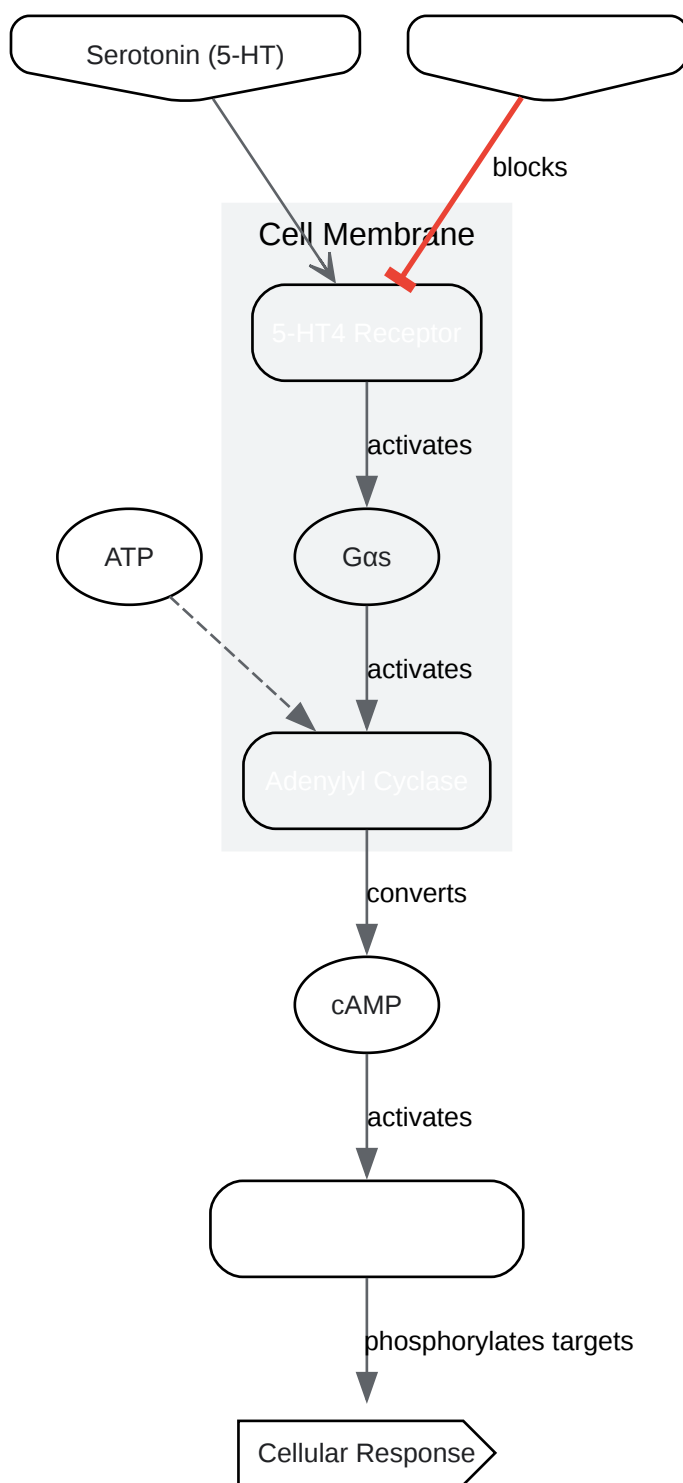 Serotonin (5-HT)
blocks
Cell Membrane
5-HT4 Receptor
activates
ATP
Gαs
activates
Adenylyl Cyclase
converts
cAMP
activates
phosphorylates targets
Cellular Response